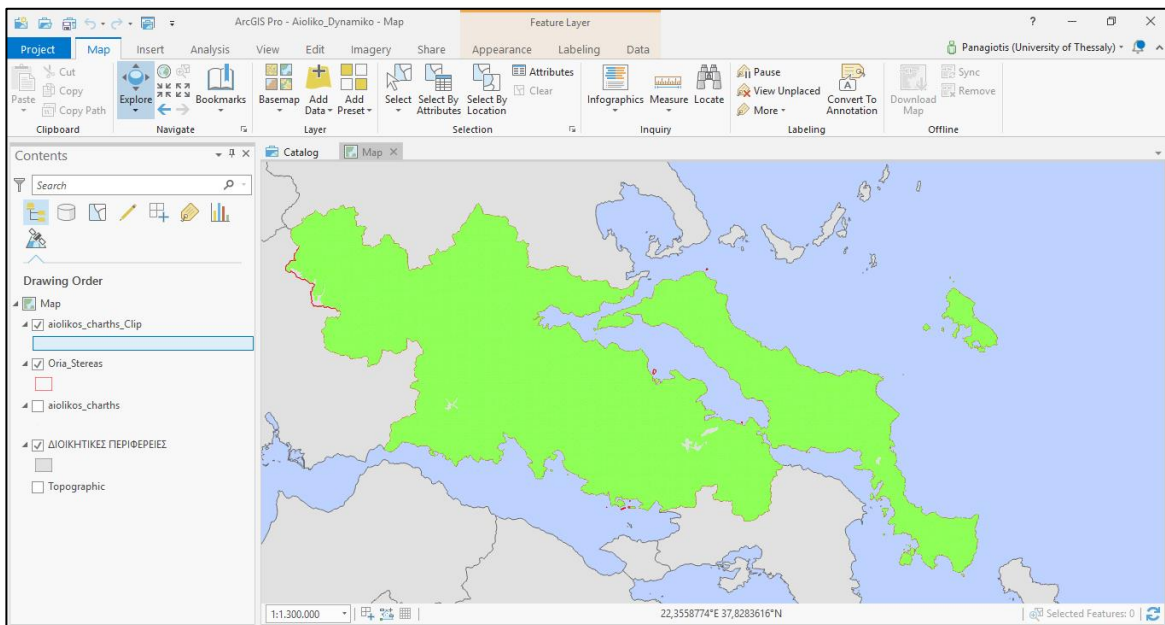 ArcGIS Pro - Aioliko_Dynamiko - Map
Feature Layer
?
Project Map Insert Analysis View Edit Imagery Share Appearance Labeling Data
Panagiotis (University of Thessaly)
Paste
Cut
Copy
Copy Path
Clipboard
Explore
Bookmarks
Navigate
Basemap
Add Data
Add Preset
Layer
Select
Select By Attributes
Select By Location
Attributes
Clear
Selection
Infographics
Measure
Locate
Inquiry
Pause
View Unplaced
More
Convert To Annotation
Labeling
Download Map
Sync
Remove
Offline
Contents
Search
Drawing Order
Map
aiolikos_charths_Clip
Oria_Stereas
aiolikos_charths
ΔΙΟΙΚΗΤΙΚΕΣ ΠΕΡΙΦΕΡΕΙΕΣ
Topographic
Catalog
Map
1:1.300.000
22,3558774°E 37,8283616°N
Selected Features: 0